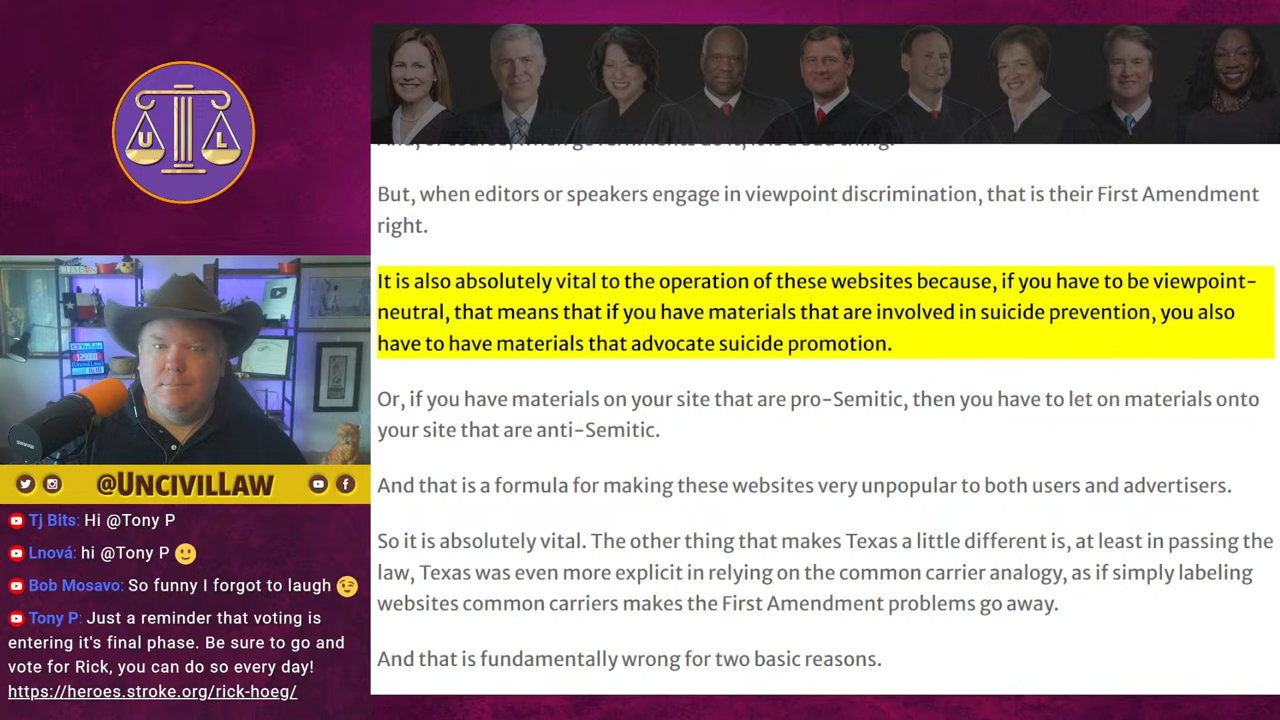 U L
@UNCIVILLAW
Tj Bits: Hi @Tony P
Lnová: hi @Tony P
Bob Mosavo: So funny I forgot to laugh
Tony P: Just a reminder that voting is
entering it's final phase. Be sure to go and
vote for Rick, you can do so every day!
https://heroes.stroke.org/rick-hoeg/
But, when editors or speakers engage in viewpoint discrimination, that is their First Amendment
right.
It is also absolutely vital to the operation of these websites because, if you have to be viewpoint-
neutral, that means that if you have materials that are involved in suicide prevention, you also
have to have materials that advocate suicide promotion.
Or, if you have materials on your site that are pro-Semitic, then you have to let on materials onto
your site that are anti-Semitic.
And that is a formula for making these websites very unpopular to both users and advertisers.
So it is absolutely vital. The other thing that makes Texas a little different is, at least in passing the
law, Texas was even more explicit in relying on the common carrier analogy, as if simply labeling
websites common carriers makes the First Amendment problems go away.
And that is fundamentally wrong for two basic reasons.